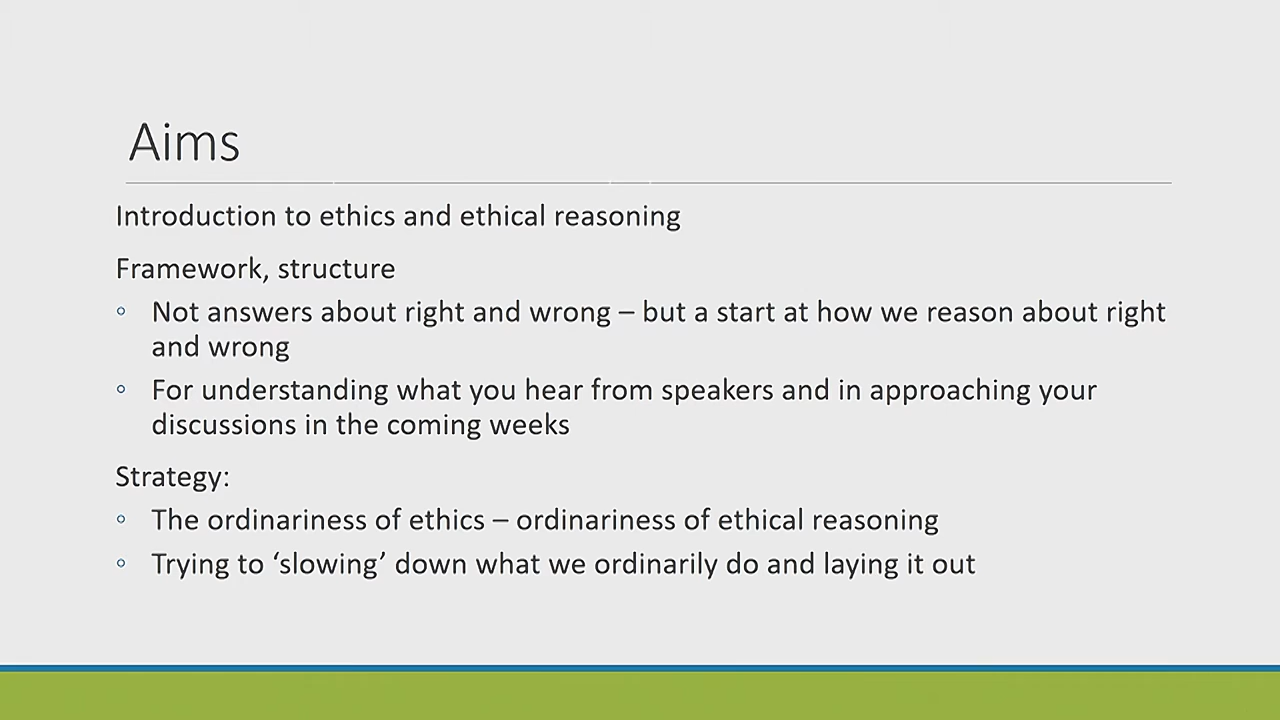 Aims
Introduction to ethics and ethical reasoning
Framework, structure
◦ Not answers about right and wrong – but a start at how we reason about right
and wrong
◦ For understanding what you hear from speakers and in approaching your
discussions in the coming weeks
Strategy:
◦ The ordinariness of ethics – ordinariness of ethical reasoning
◦ Trying to ‘slowing’ down what we ordinarily do and laying it out